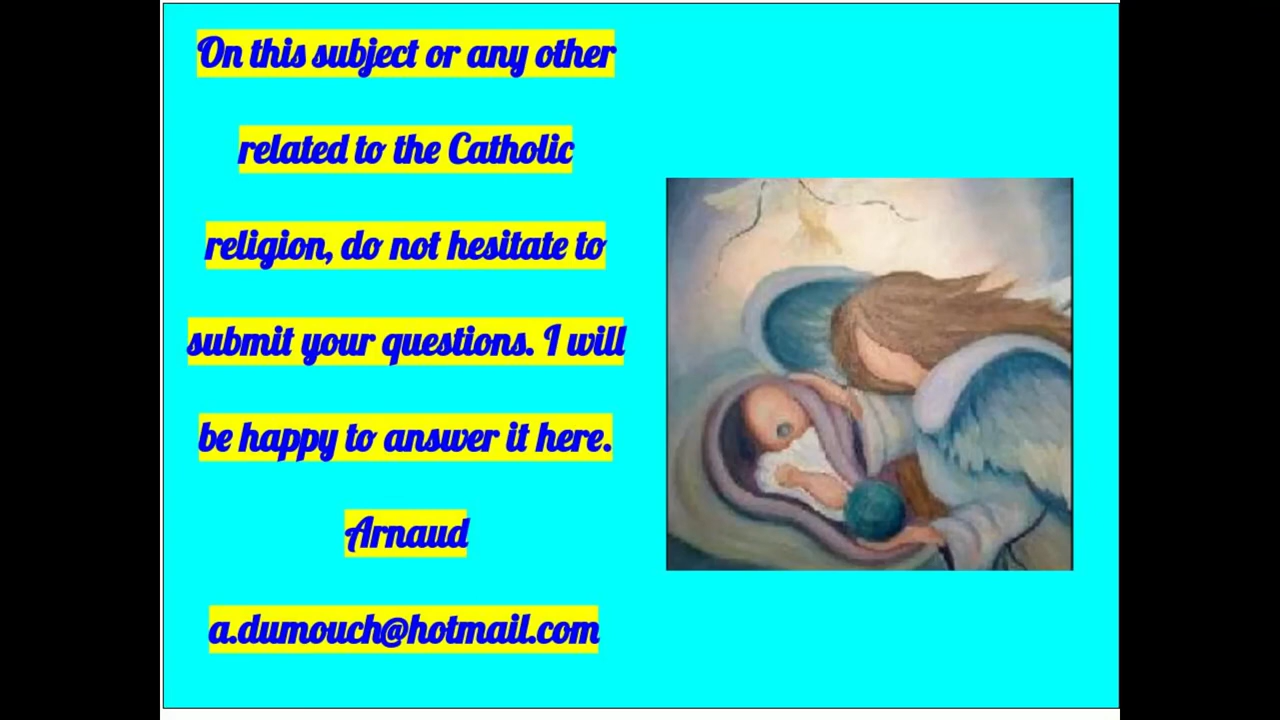 On this subject or any other
related to the Catholic
religion, do not hesitate to
submit your questions. I will
be happy to answer it here.
Arnaud
a.dumouch@hotmail.com